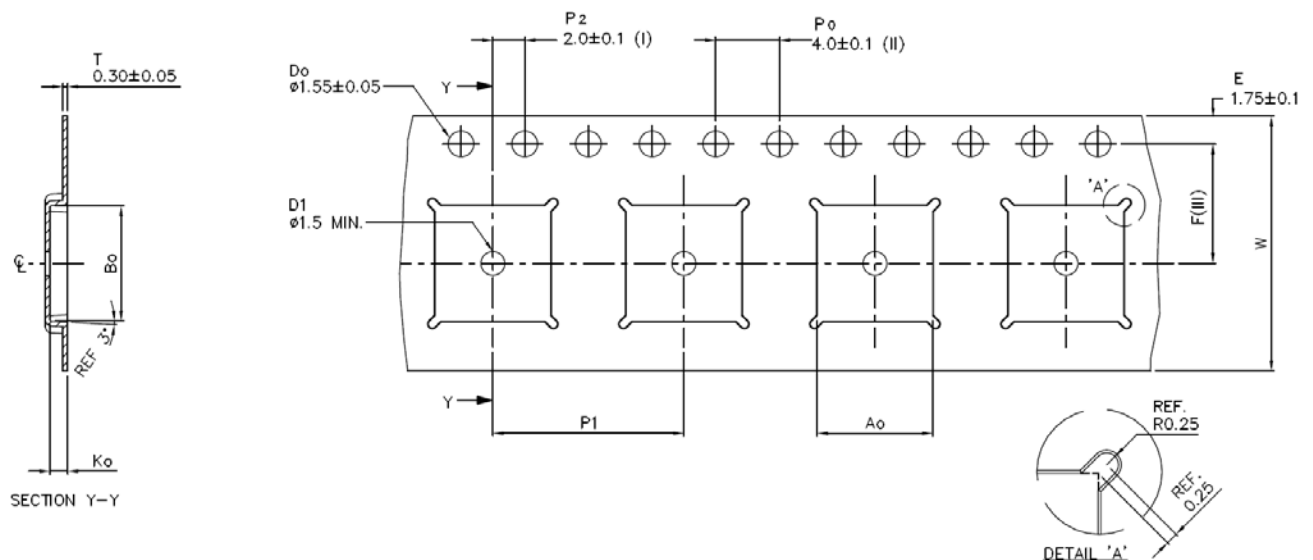 P2
2.0±0.1 (I)
Po
4.0±0.1 (II)
T
0.30±0.05
Do
ø1.55±0.05
Y
E
1.75±0.1
D1
ø1.5 MIN.
'A'
F(III)
W
℄
Bo
REF 3°
Y
P1
Ao
Ko
SECTION Y-Y
REF.
R0.25
REF.
0.25
DETAIL 'A'